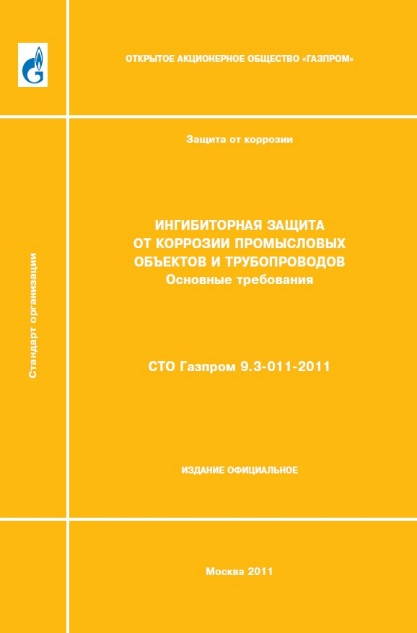 ОТКРЫТОЕ АКЦИОНЕРНОЕ ОБЩЕСТВО «ГАЗПРОМ»
Защита от коррозии
ИНГИБИТОРНАЯ ЗАЩИТА
ОТ КОРРОЗИИ ПРОМЫСЛОВЫХ
ОБЪЕКТОВ И ТРУБОПРОВОДОВ
Основные требования
Стандарт организации
СТО Газпром 9.3-011-2011
ИЗДАНИЕ ОФИЦИАЛЬНОЕ
Москва 2011